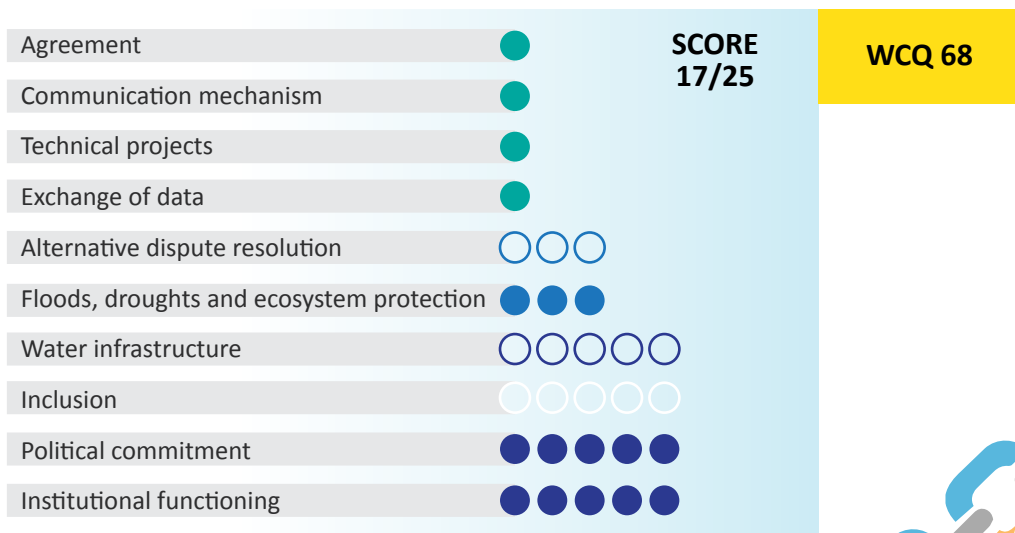 Agreement
SCORE
17/25
WCQ 68
Communication mechanism
Technical projects
Exchange of data
Alternative dispute resolution
Floods, droughts and ecosystem protection
Water infrastructure
Inclusion
Political commitment
Institutional functioning